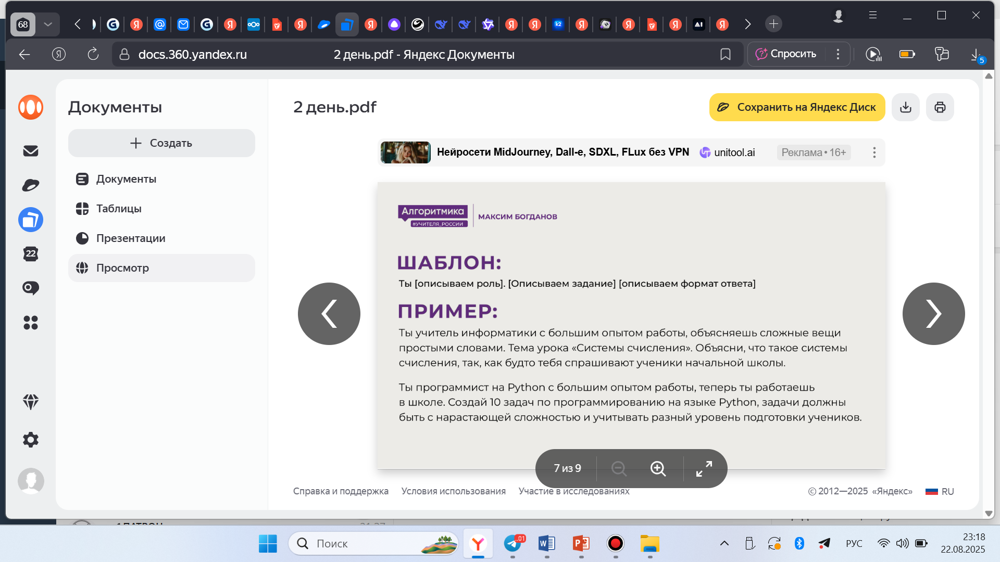 68
docs.360.yandex.ru
2 день.pdf - Яндекс Документы
Спросить
5
Документы
Создать
Документы
Таблицы
Презентации
Просмотр
22
2 день.pdf
Сохранить на Яндекс Диск
Нейросети MidJourney, Dall-e, SDXL, FLux без VPN
unitool.ai
Реклама • 16+
Алгоритмика
#УЧИТЕЛЯ_РОССИИ
МАКСИМ БОГДАНОВ
ШАБЛОН:
Ты [описываем роль]. [Описываем задание] [описываем формат ответа]
ПРИМЕР:
Ты учитель информатики с большим опытом работы, объясняешь сложные вещи
простыми словами. Тема урока «Системы счисления». Объясни, что такое системы
счисления, так, как будто тебя спрашивают ученики начальной школы.
Ты программист на Python с большим опытом работы, теперь ты работаешь
в школе. Создай 10 задач по программированию на языке Python, задачи должны
быть с нарастающей сложностью и учитывать разный уровень подготовки учеников.
7 из 9
Справка и поддержка
Условия использования
Участие в исследованиях
© 2012—2025 «Яндекс»
RU
Поиск
РУС
23:18
22.08.2025